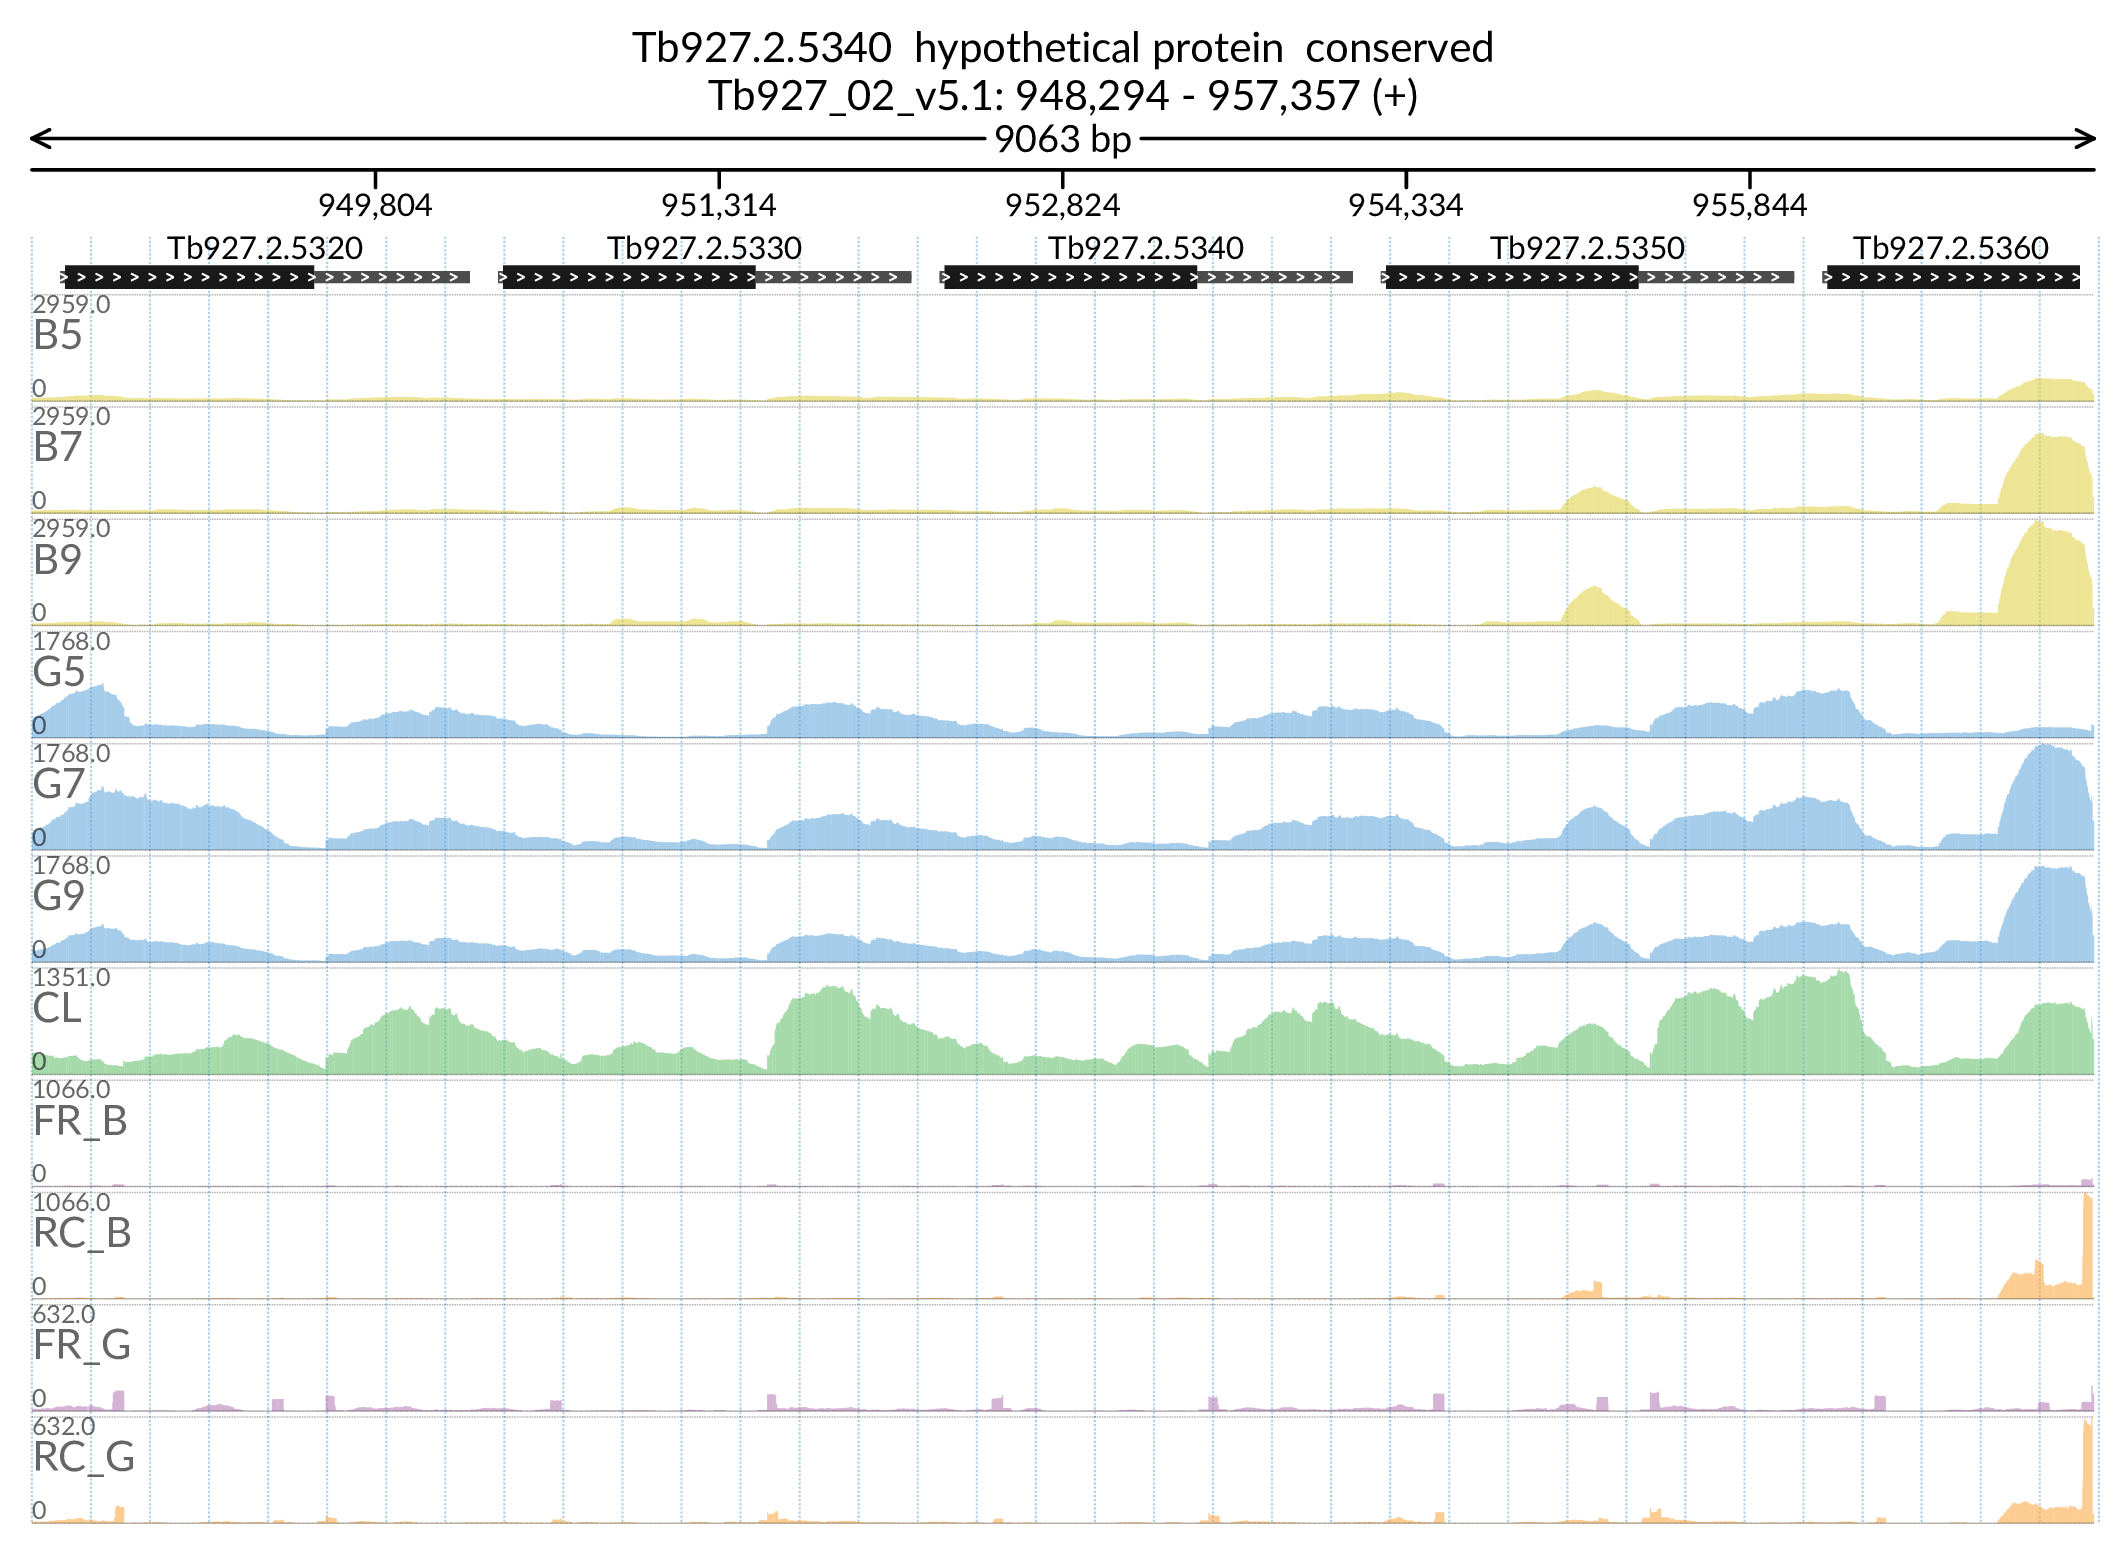 Tb927.2.5340  hypothetical protein  conserved
Tb927_02_v5.1: 948,294 - 957,357 (+)
9063 bp
949,804 951,314 952,824 954,334 955,844
Tb927.2.5320 Tb927.2.5330 Tb927.2.5340 Tb927.2.5350 Tb927.2.5360
2959.0
B5
0
2959.0
B7
0
2959.0
B9
0
1768.0
G5
0
1768.0
G7
0
1768.0
G9
0
1351.0
CL
0
1066.0
FR_B
0
1066.0
RC_B
0
632.0
FR_G
0
632.0
RC_G
0